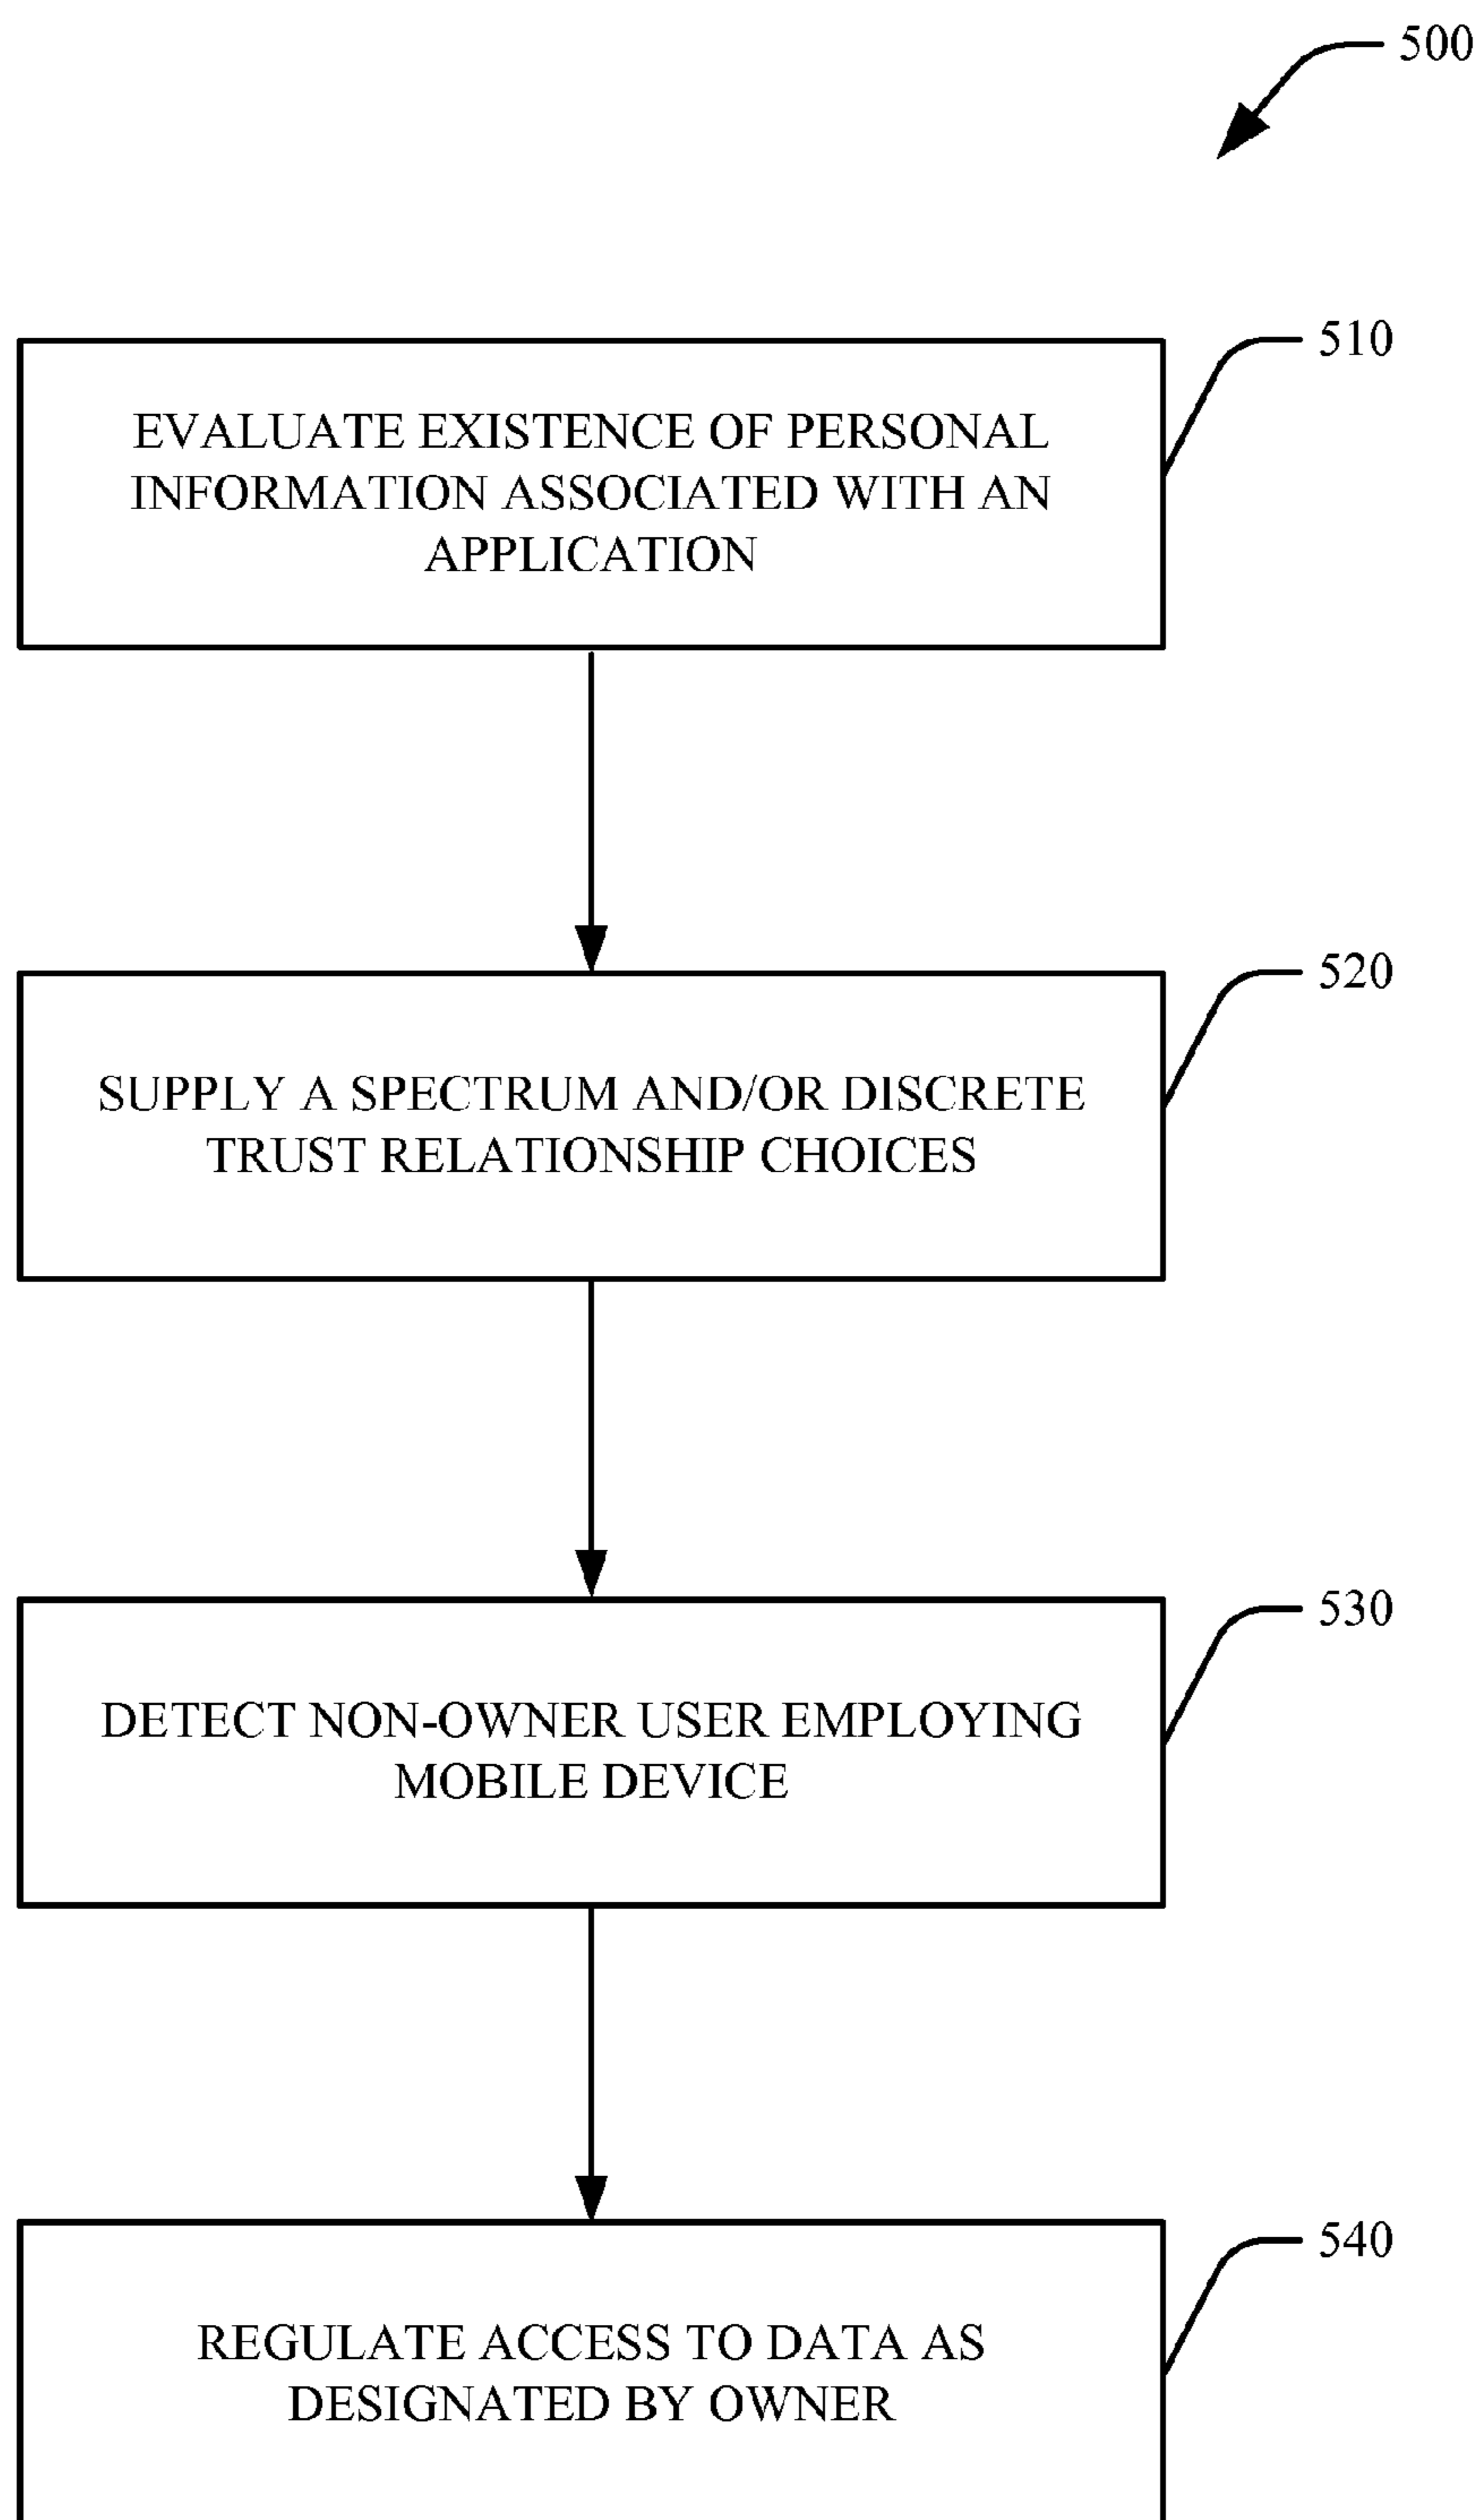 500
510
EVALUATE EXISTENCE OF PERSONAL
INFORMATION ASSOCIATED WITH AN
APPLICATION
520
SUPPLY A SPECTRUM AND/OR DISCRETE
TRUST RELATIONSHIP CHOICES
530
DETECT NON-OWNER USER EMPLOYING
MOBILE DEVICE
540
REGULATE ACCESS TO DATA AS
DESIGNATED BY OWNER